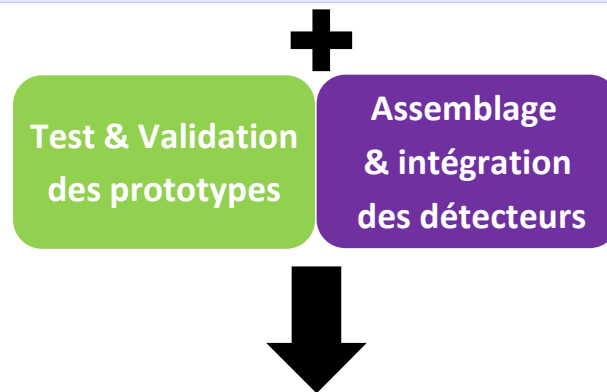 Test & Validation
des prototypes
Assemblage
& intégration
des détecteurs